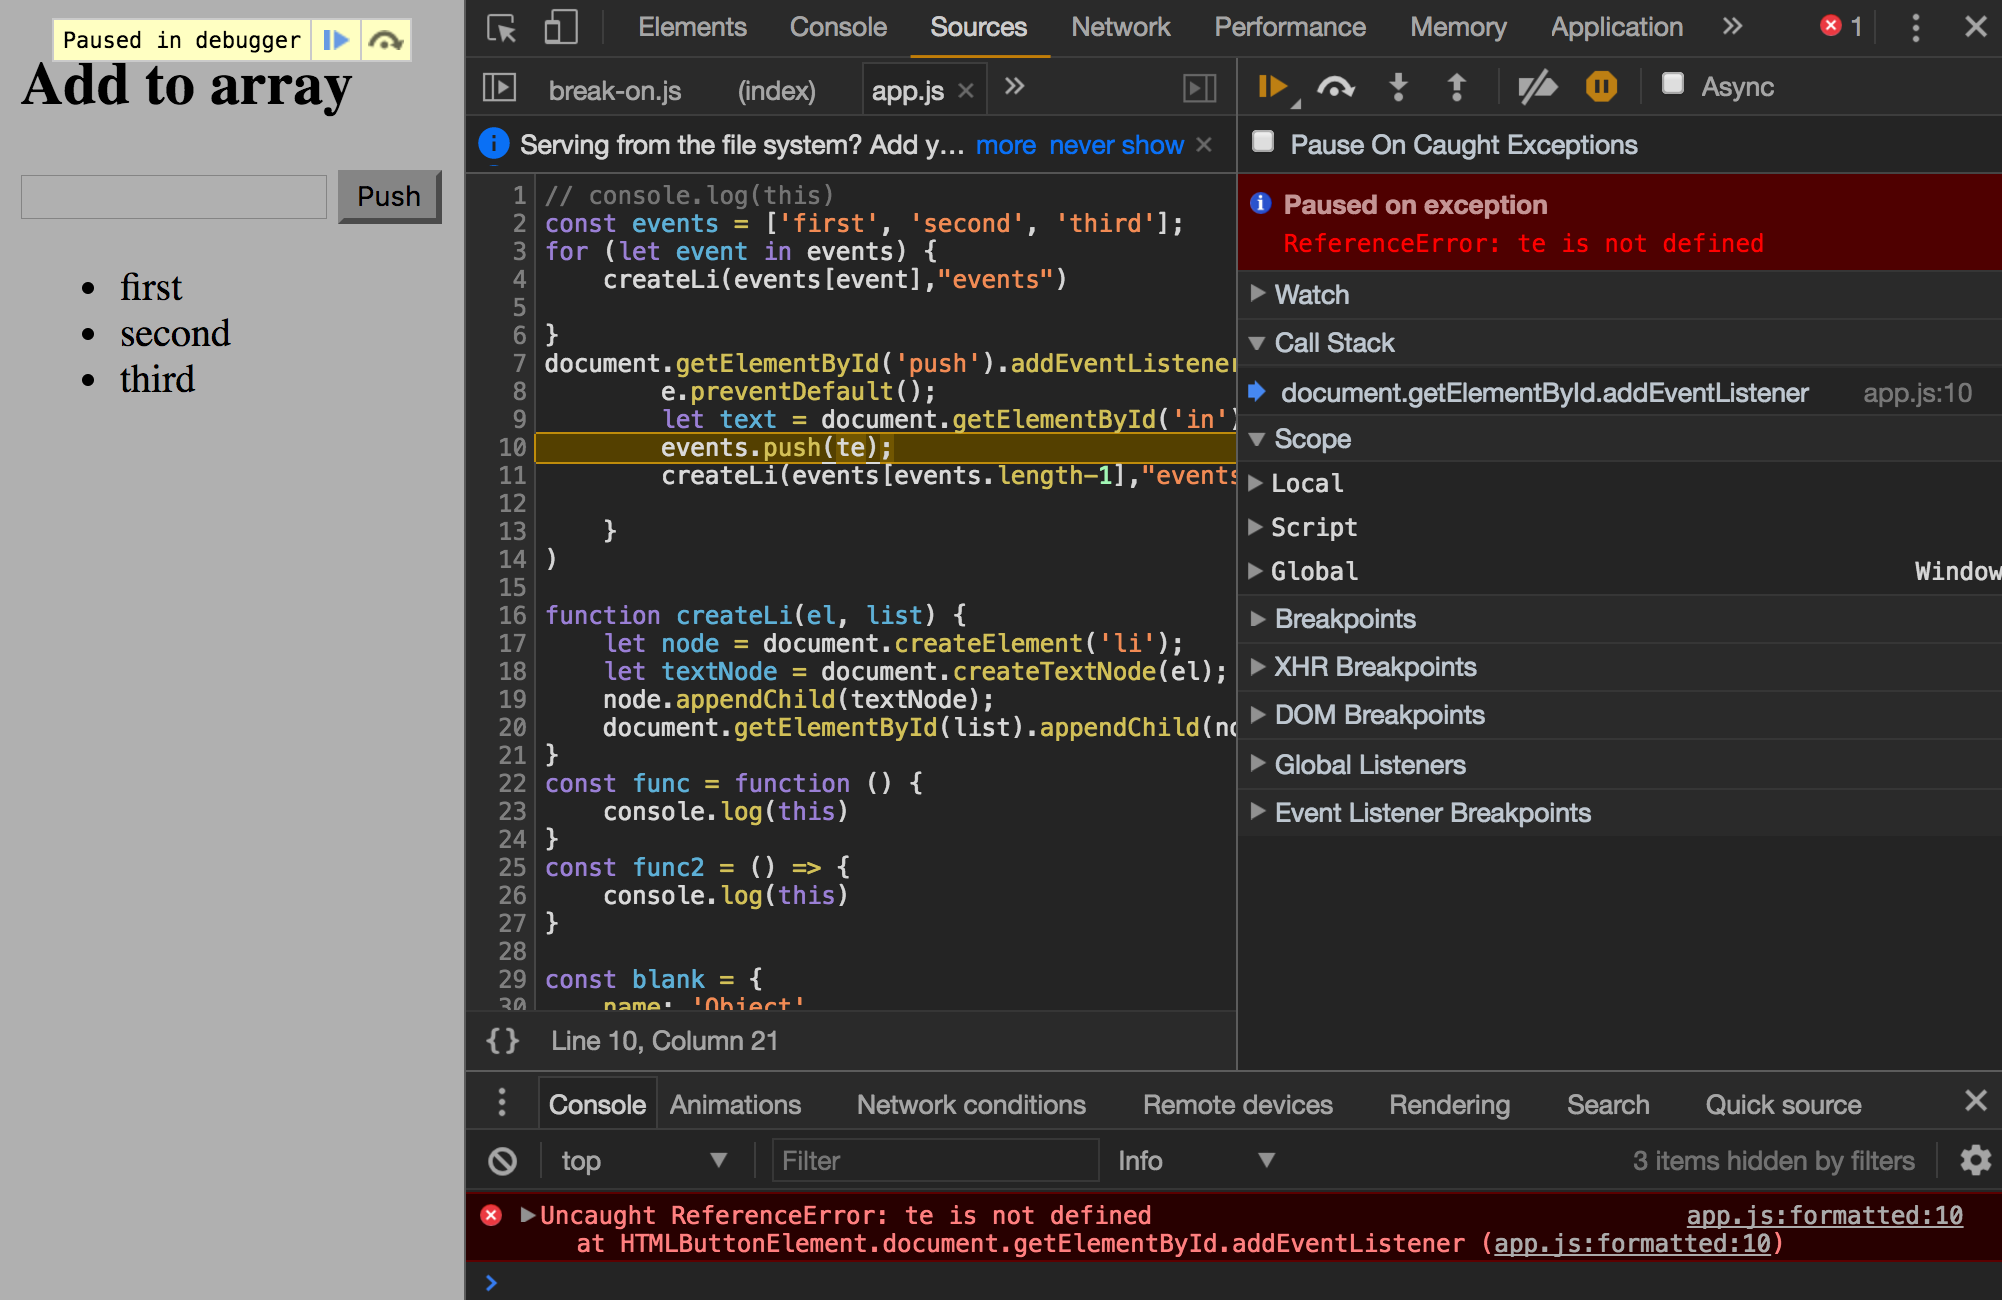 Paused in debugger
Add to array
Push
first
second
third
Elements Console Sources Network Performance Memory Application » 1
break-on.js (index) app.js »
Async
Serving from the file system? Add y... more never show
Pause On Caught Exceptions
1 // console.log(this)
2 const events = ['first', 'second', 'third'];
3 for (let event in events) {
4 createLi(events[event],"events")
5
6 }
7 document.getElementById('push').addEventListener
8 e.preventDefault();
9 let text = document.getElementById('in')
10 events.push(te);
11 createLi(events[events.length-1],"events
12
13 }
14 )
15
16 function createLi(el, list) {
17 let node = document.createElement('li');
18 let textNode = document.createTextNode(el);
19 node.appendChild(textNode);
20 document.getElementById(list).appendChild(no
21 }
22 const func = function () {
23 console.log(this)
24 }
25 const func2 = () => {
26 console.log(this)
27 }
28
29 const blank = {
30 name: 'Object'
{} Line 10, Column 21
Paused on exception
ReferenceError: te is not defined
Watch
Call Stack
document.getElementById.addEventListener app.js:10
Scope
Local
Script
Global Window
Breakpoints
XHR Breakpoints
DOM Breakpoints
Global Listeners
Event Listener Breakpoints
Console Animations Network conditions Remote devices Rendering Search Quick source
top Filter Info 3 items hidden by filters
Uncaught ReferenceError: te is not defined app.js:formatted:10
at HTMLButtonElement.document.getElementById.addEventListener (app.js:formatted:10)